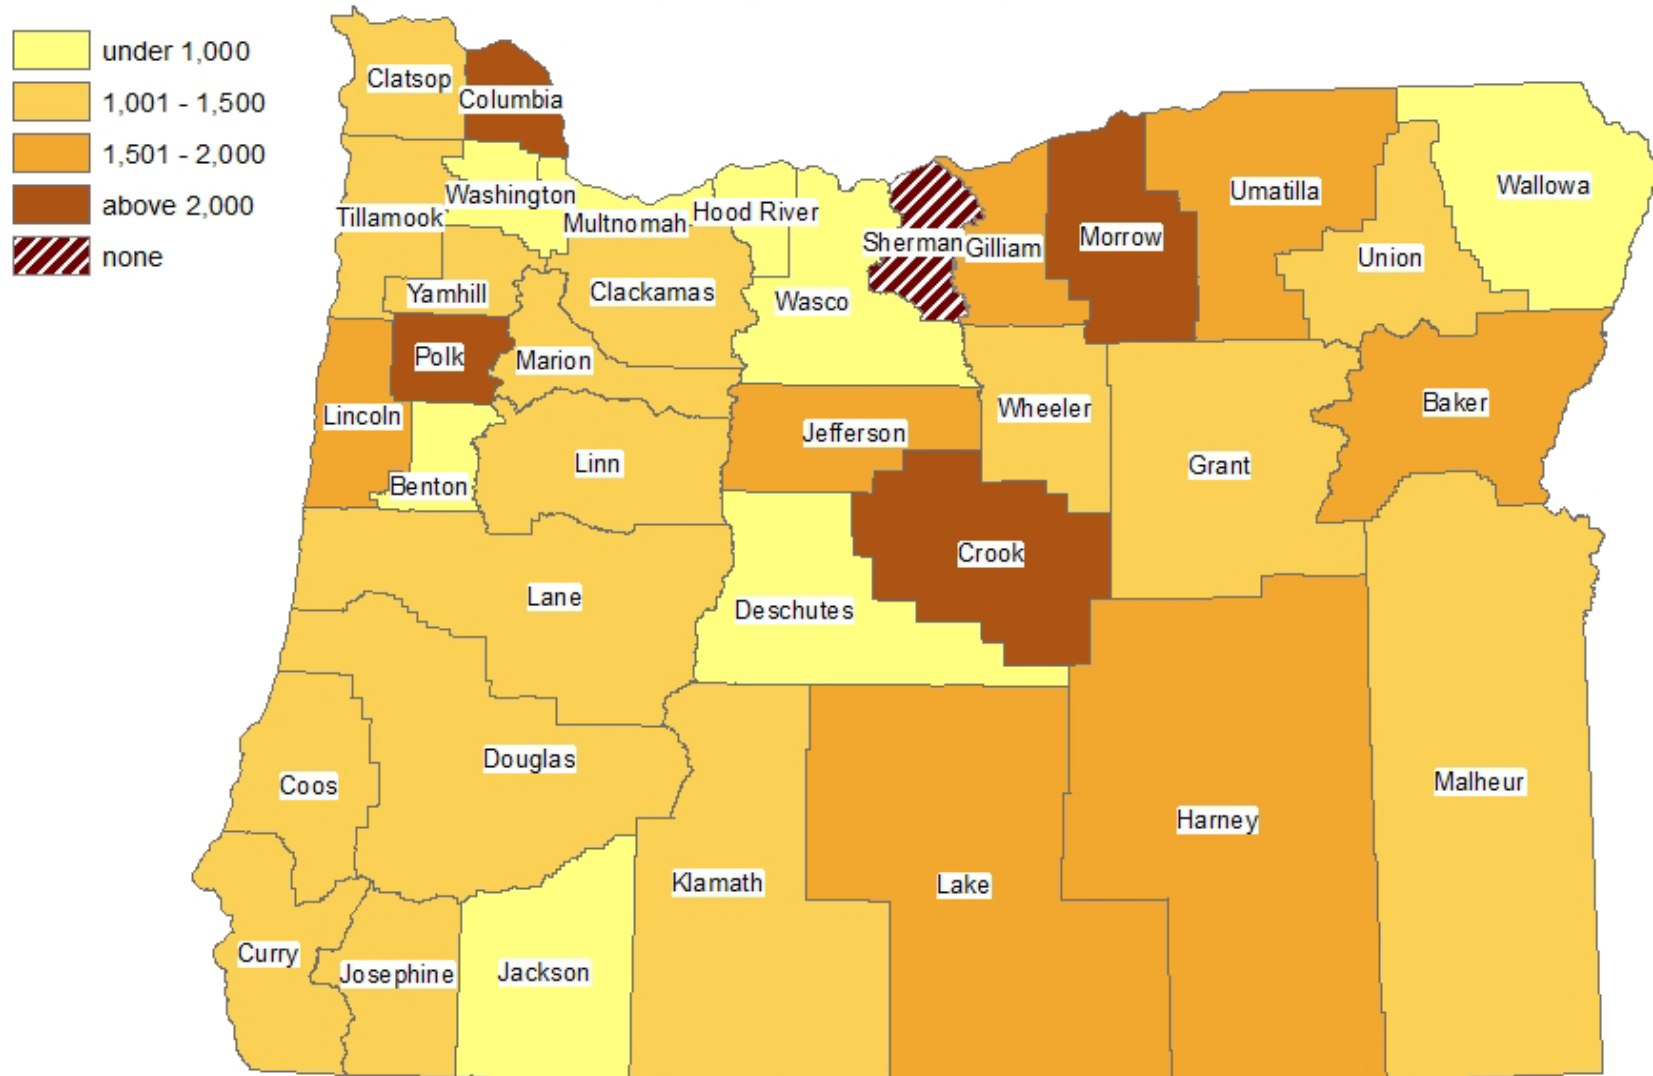 under 1,000
1,001 - 1,500
1,501 - 2,000
above 2,000
none
Clatsop
Columbia
Washington
Tillamook
Multnomah
Hood River
Sherman
Gilliam
Morrow
Umatilla
Wallowa
Union
Yamhill
Clackamas
Wasco
Polk
Marion
Lincoln
Jefferson
Wheeler
Baker
Benton
Linn
Grant
Crook
Lane
Deschutes
Douglas
Coos
Malheur
Harney
Klamath
Lake
Curry
Josephine
Jackson